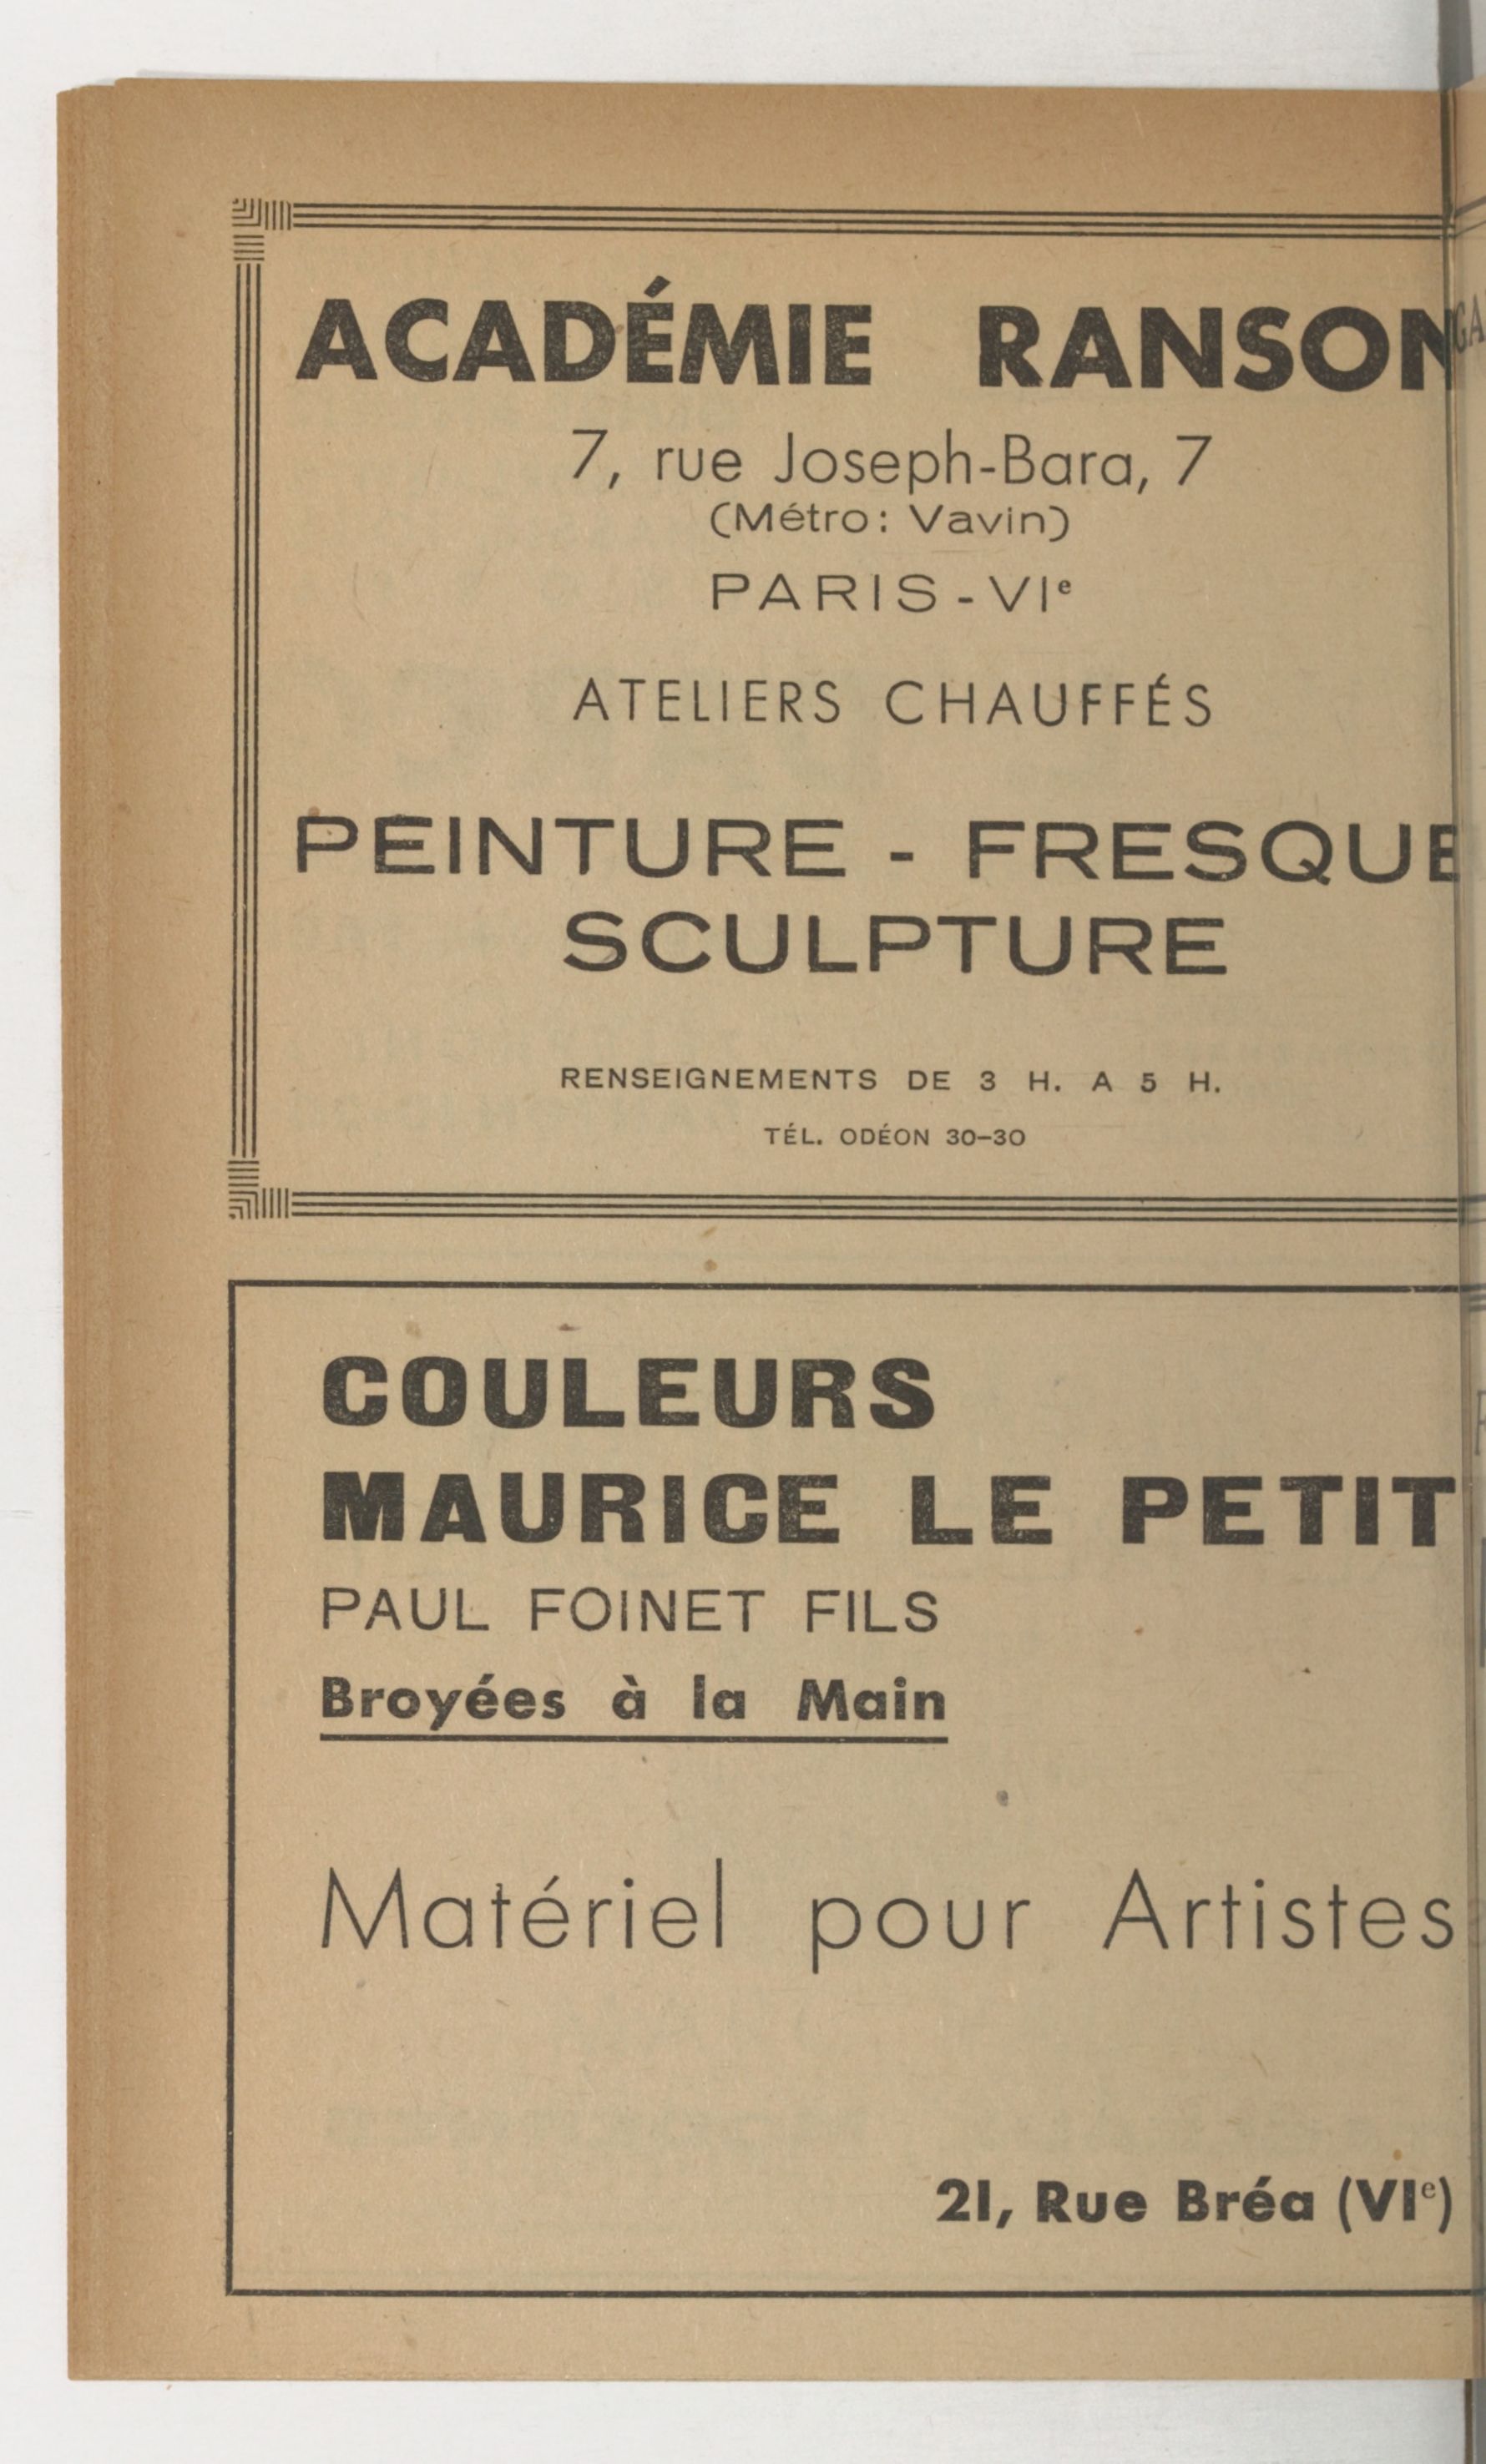 ACADÉMIE RANSON
7, rue Joseph-Bara, 7
(Métro: Vavin)
PARIS-VIe
ATELIERS CHAUFFÉS
PEINTURE - FRESQUE
SCULPTURE
RENSEIGNEMENTS DE 3 H. A 5 H.
TÉL. ODÉON 30-30
COULEURS
MAURICE LE PETIT
PAUL FOINET FILS
Broyées à la Main
Matériel pour Artistes
21, Rue Bréa (VIe)